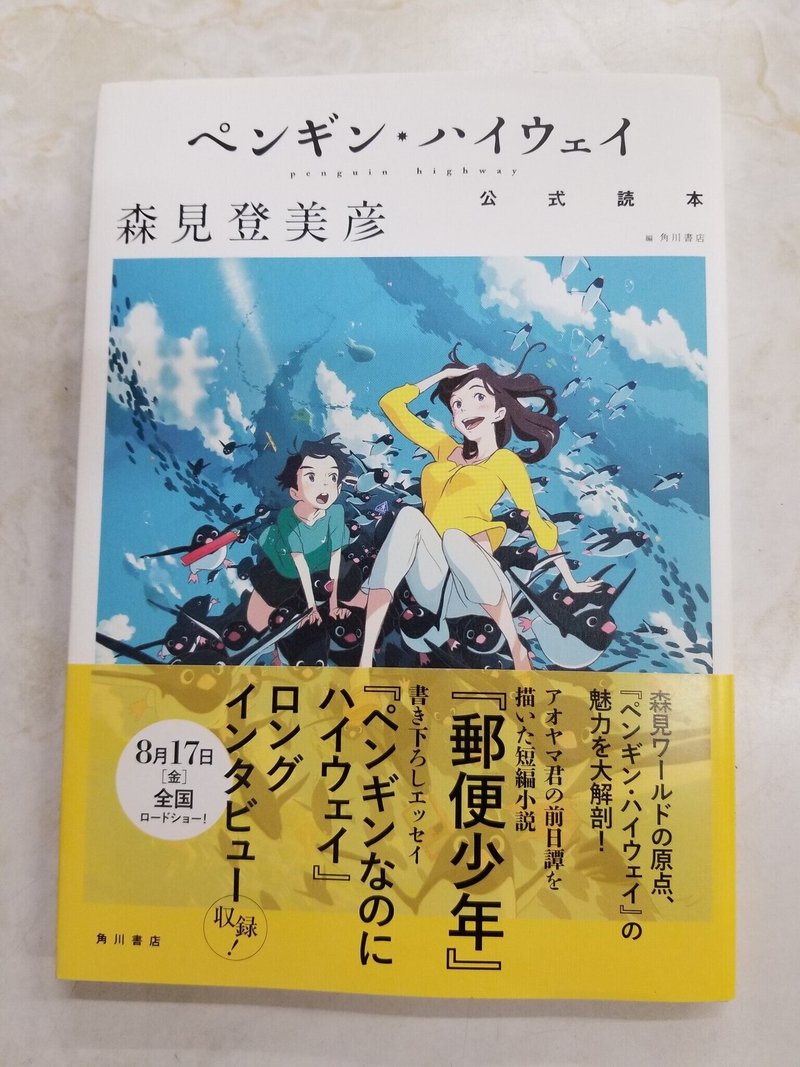 ペンギン・ハイウェイ
penguin highway
森見登美彦
公式読本
編 角川書店
森見ワールドの原点、
『ペンギン・ハイウェイ』の
魅力を大解剖!
アオヤマ君の前日譚を
描いた短編小説
『郵便少年』
書き下ろしエッセイ
『ペンギンなのに
ハイウェイ』
ロング
インタビュー
収録!
8月17日
[金]
全国
ロードショー!
角川書店